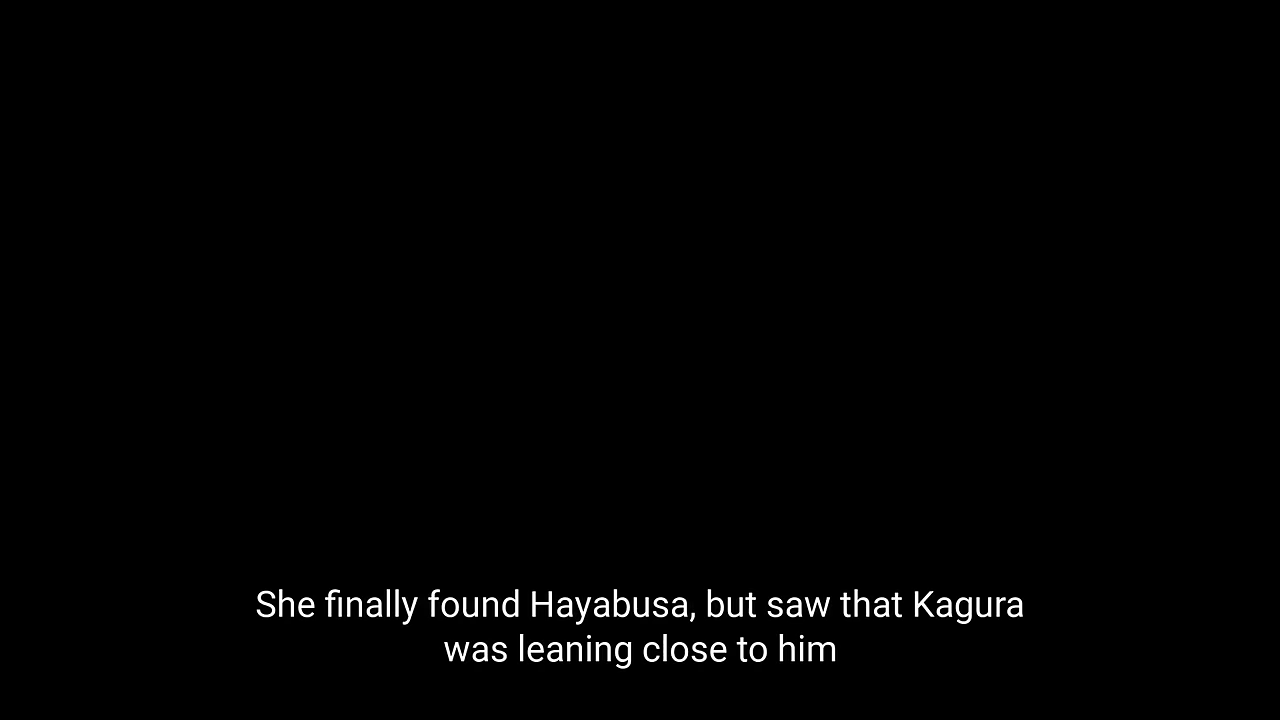 She finally found Hayabusa, but saw that Kagura
was leaning close to him